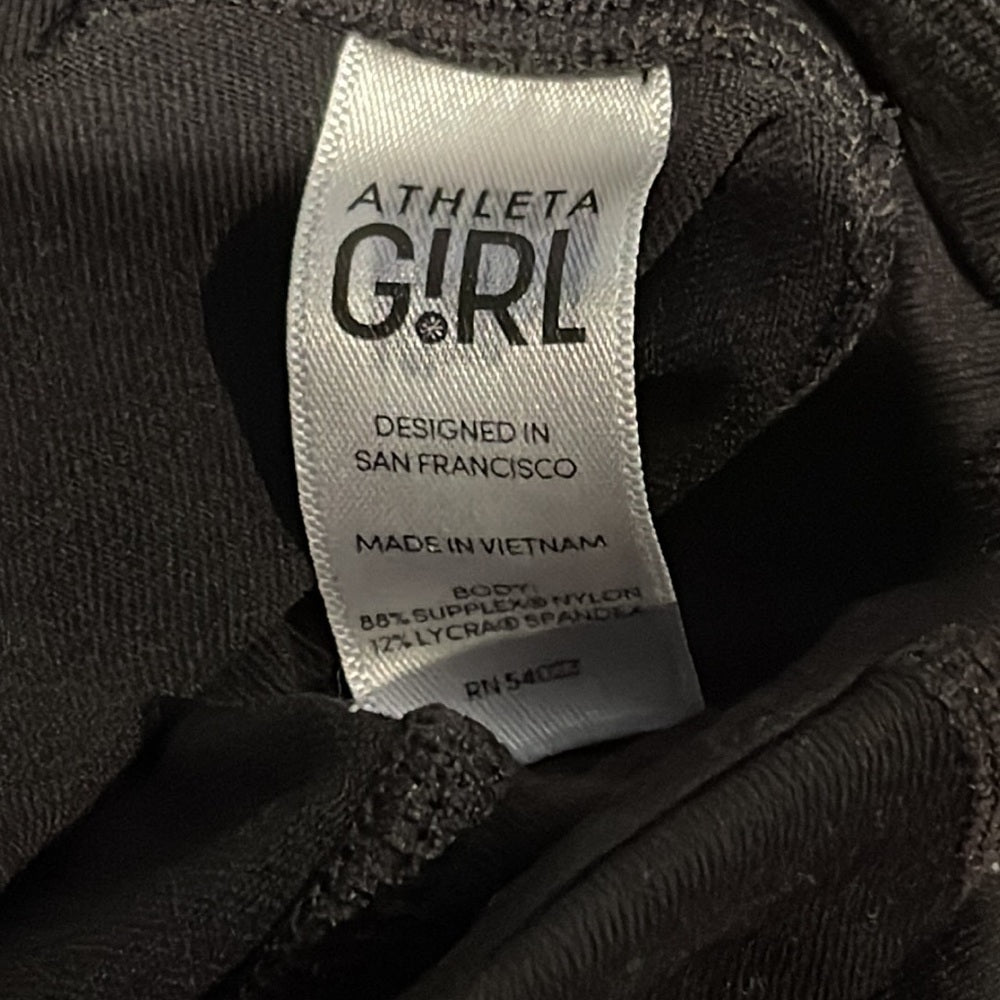 ATHLETA
G!RL
DESIGNED IN
SAN FRANCISCO
MADE IN VIETNAM
BODY:
88% SUPPLEX® NYLON
12% LYCRA® SPANDEX
RN